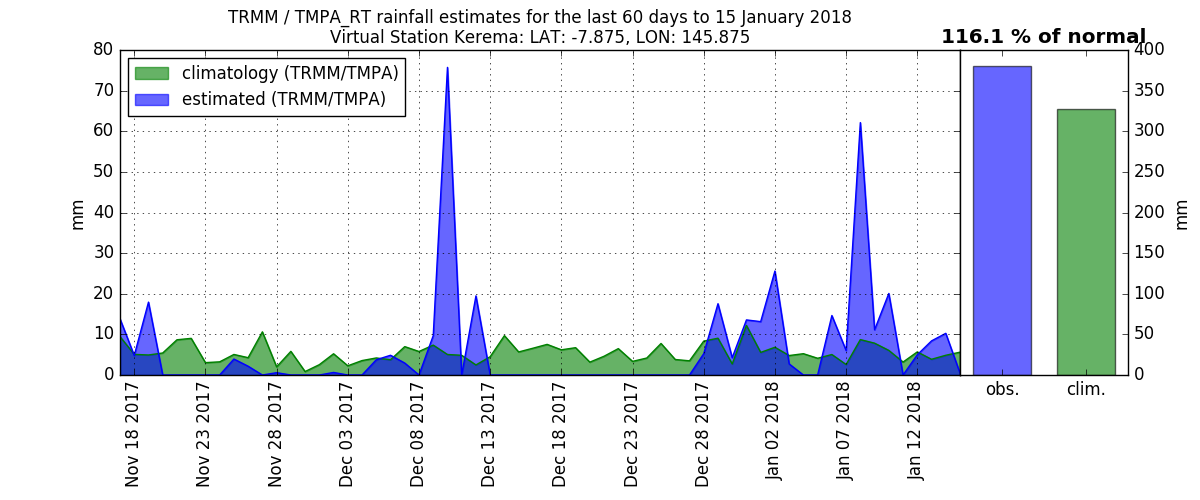 TRMM / TMPA_RT rainfall estimates for the last 60 days to 15 January 2018
Virtual Station Kerema: LAT: -7.875, LON: 145.875
116.1 % of normal
climatology (TRMM/TMPA)
estimated (TRMM/TMPA)
80
70
60
50
40
30
20
10
0
mm
400
350
300
250
200
150
100
50
0
mm
Nov 18 2017
Nov 23 2017
Nov 28 2017
Dec 03 2017
Dec 08 2017
Dec 13 2017
Dec 18 2017
Dec 23 2017
Dec 28 2017
Jan 02 2018
Jan 07 2018
Jan 12 2018
obs.
clim.